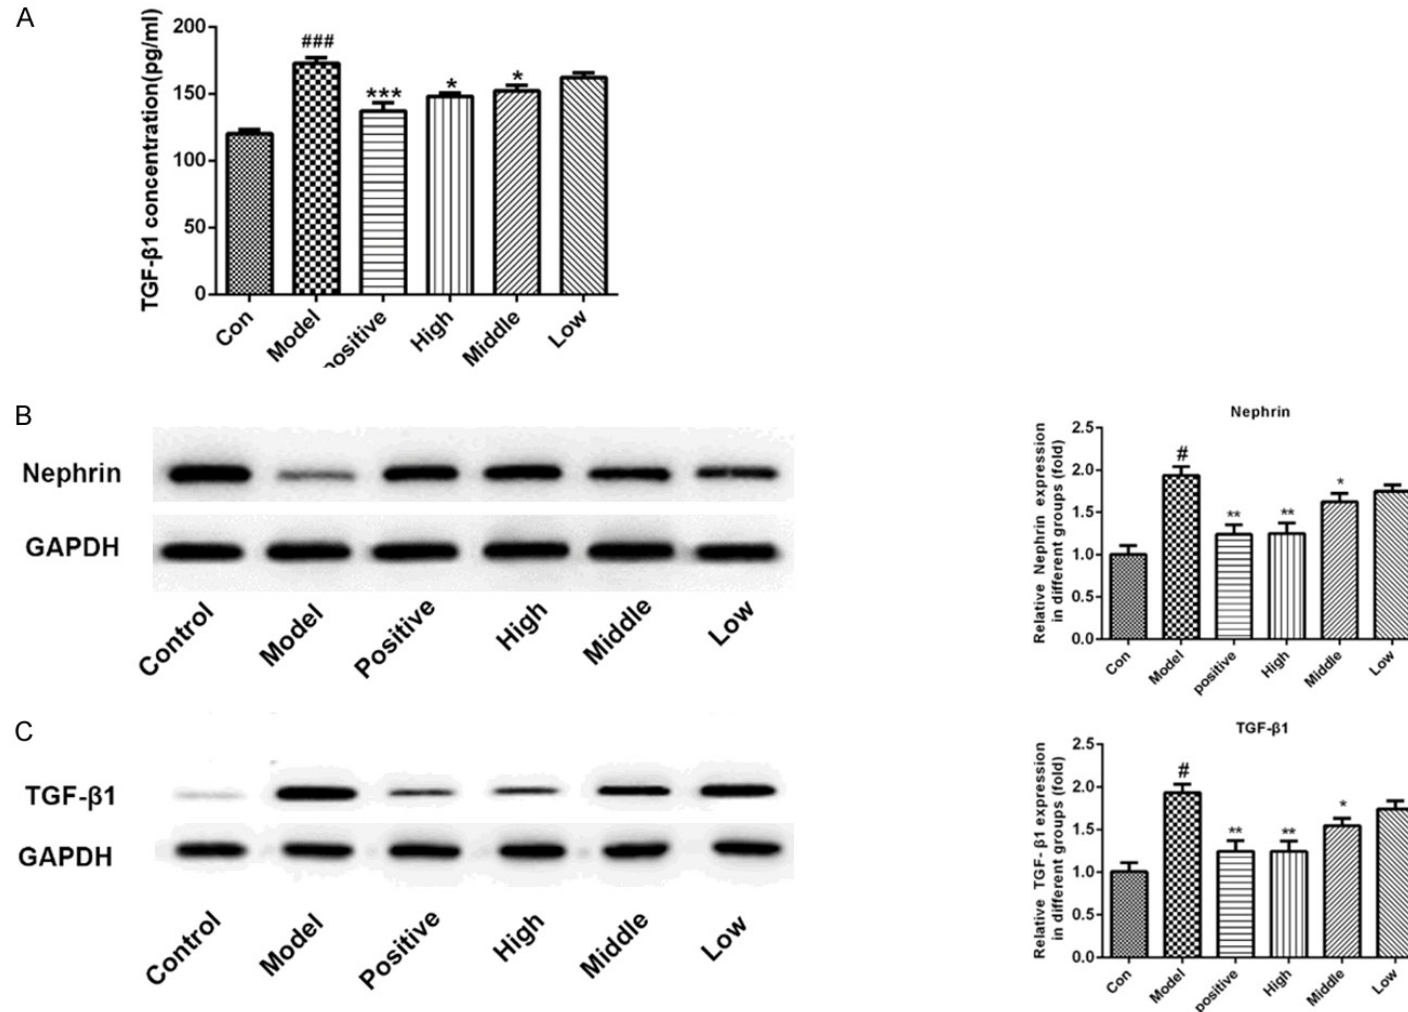 A
TGF-β1 concentration(pg/ml)
200
150
100
50
0
###
***
*
*
Con
Model
positive
High
Middle
Low
B
Nephrin
GAPDH
Control
Model
Positive
High
Middle
Low
Nephrin
Relative Nephrin expression
in different groups (fold)
2.5
2.0
1.5
1.0
0.5
0.0
#
**
**
*
Con
Model
positive
High
Middle
Low
C
TGF-β1
GAPDH
Control
Model
Positive
High
Middle
Low
TGF-β1
Relative TGF-β1 expression
in different groups (fold)
2.5
2.0
1.5
1.0
0.5
0.0
#
**
**
*
Con
Model
positive
High
Middle
Low